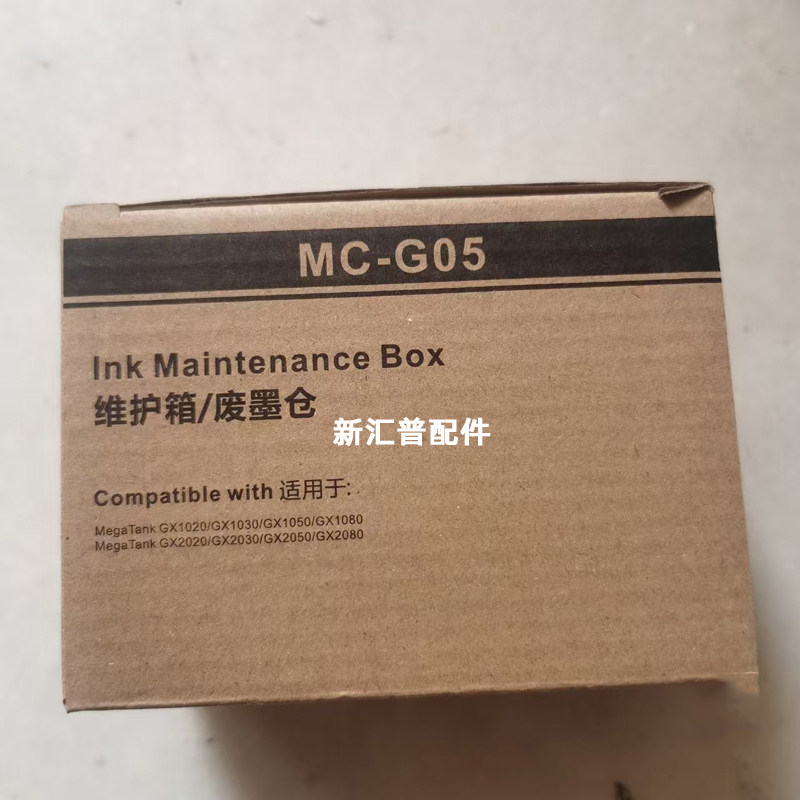 MC-G05
Ink Maintenance Box
维护箱/废墨仓
新汇普配件
Compatible with 适用于:
MegaTank GX1020/GX1030/GX1050/GX1080
MegaTank GX2020/GX2030/GX2050/GX2080